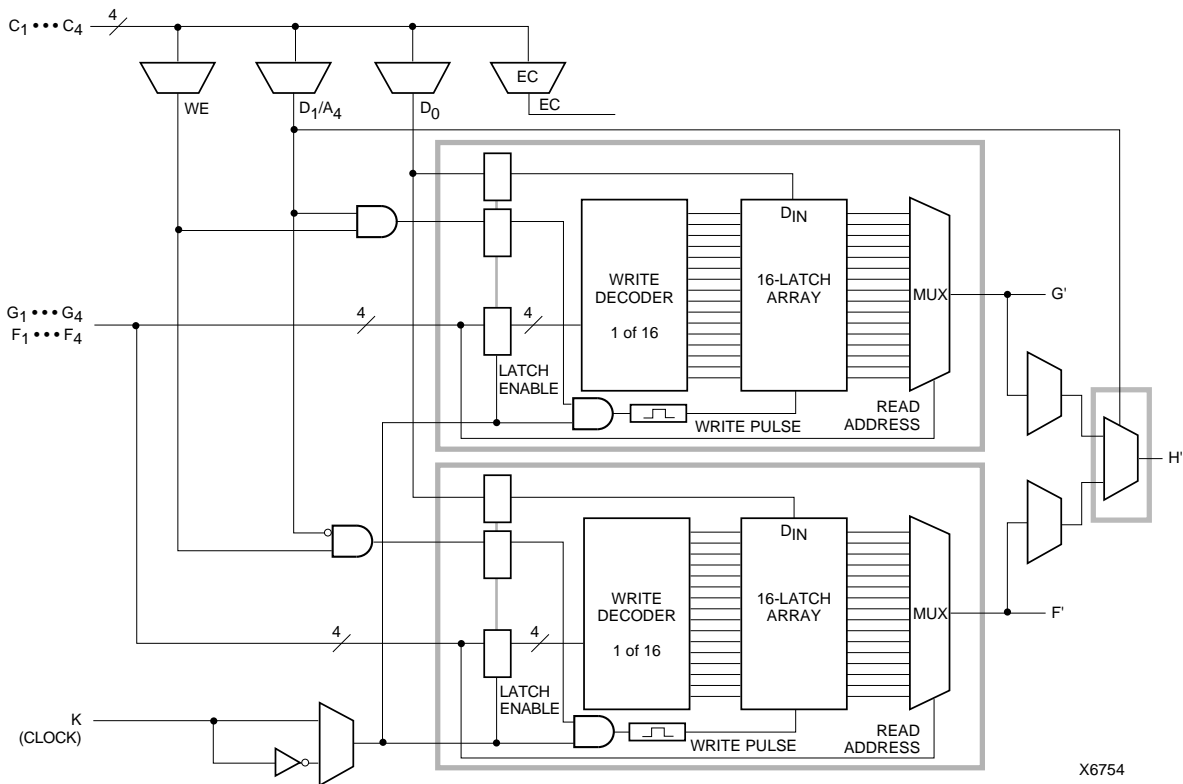 C1 ••• C4
4
EC
WE
D1/A4
D0
EC
DIN
WRITE
DECODER
1 of 16
16-LATCH
ARRAY
MUX
G'
G1 ••• G4
F1 ••• F4
4
4
LATCH
ENABLE
WRITE PULSE
READ
ADDRESS
H'
DIN
WRITE
DECODER
1 of 16
16-LATCH
ARRAY
MUX
F'
4
4
LATCH
ENABLE
WRITE PULSE
READ
ADDRESS
K
(CLOCK)
X6754